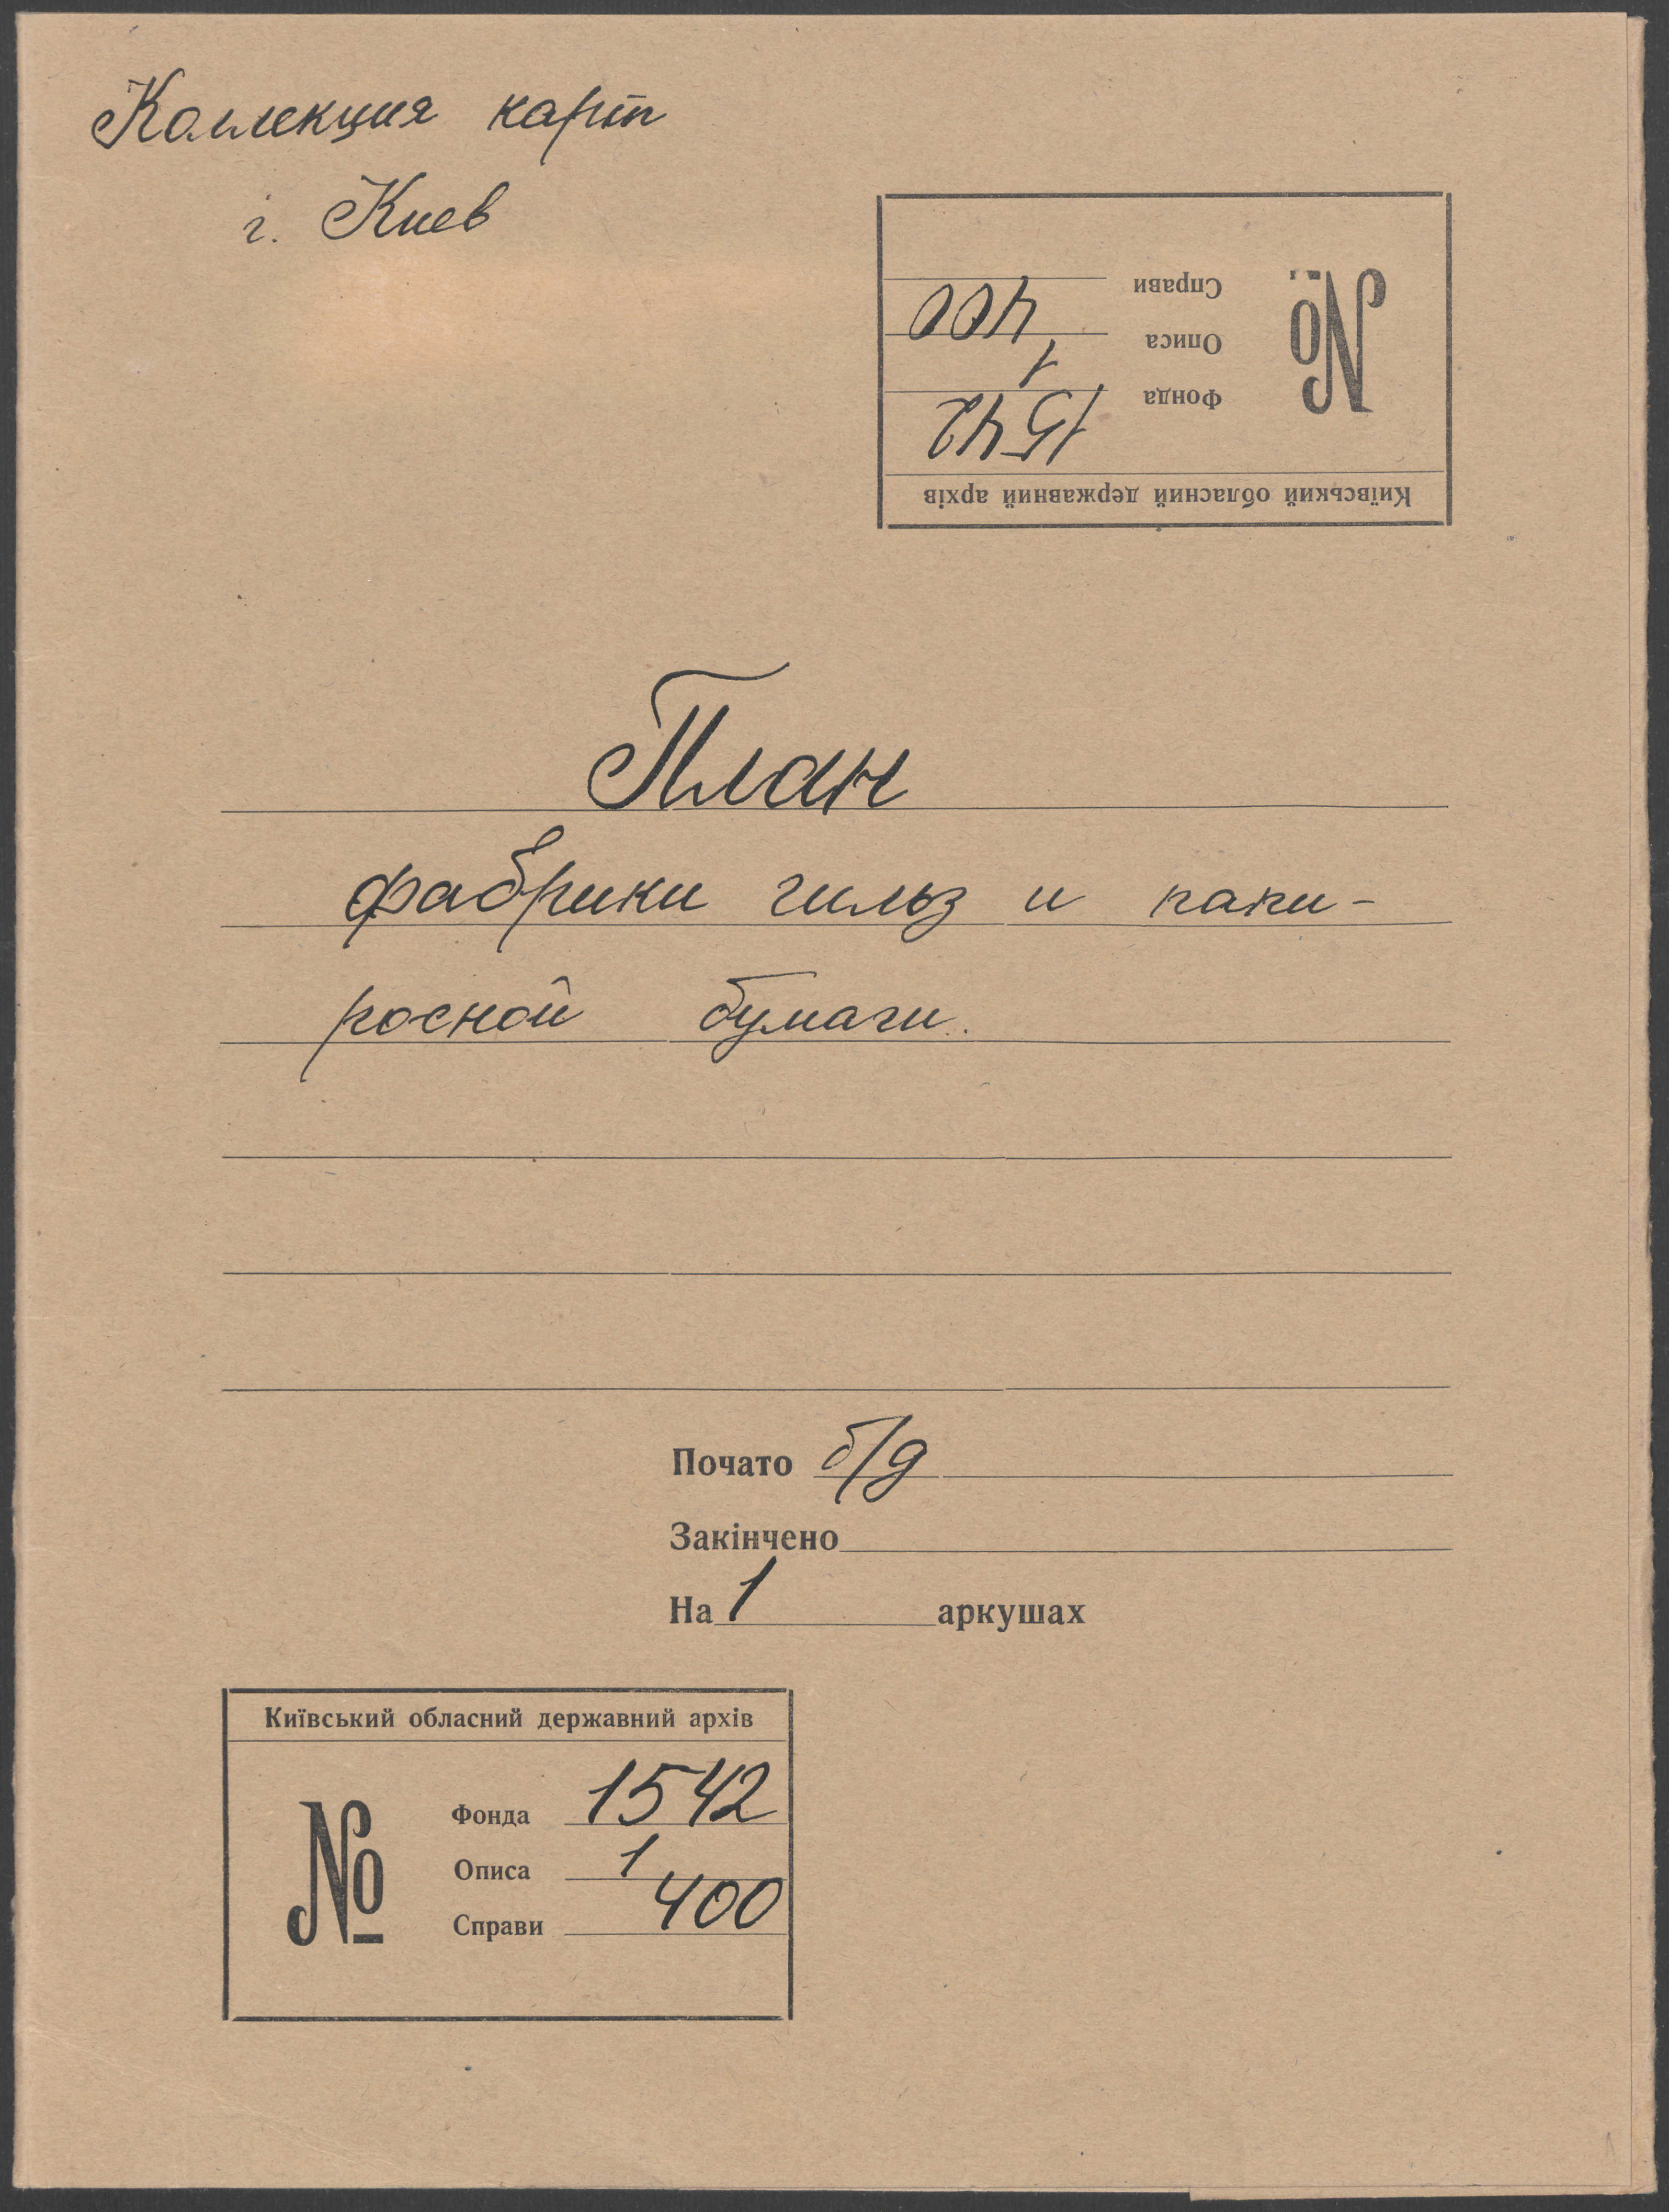 Коллекция карт
г. Киев
Київський обласний державний архів
№
Фонда 1542
Описа 1
Справи 400
План
фабрики гильз и папи-
росной бумаги.
Почато б/д
Закінчено
На 1 аркушах
Київський обласний державний архів
№
Фонда 1542
Описа 1
Справи 400